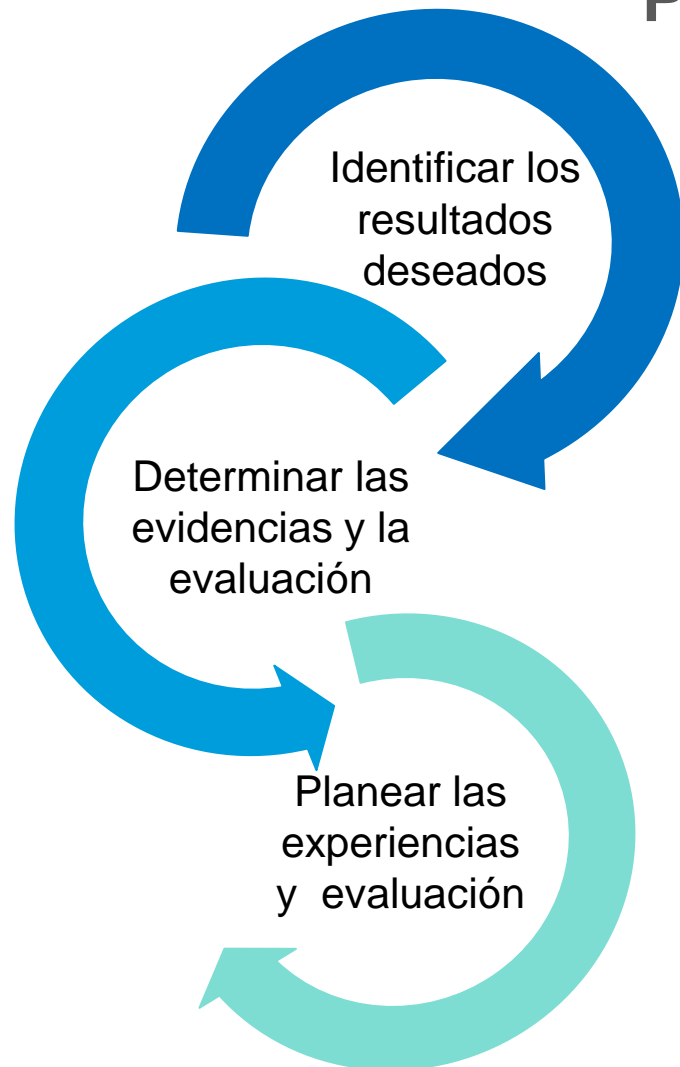 P
Identificar los
resultados
deseados
Determinar las
evidencias y la
evaluación
Planear las
experiencias
y  evaluación